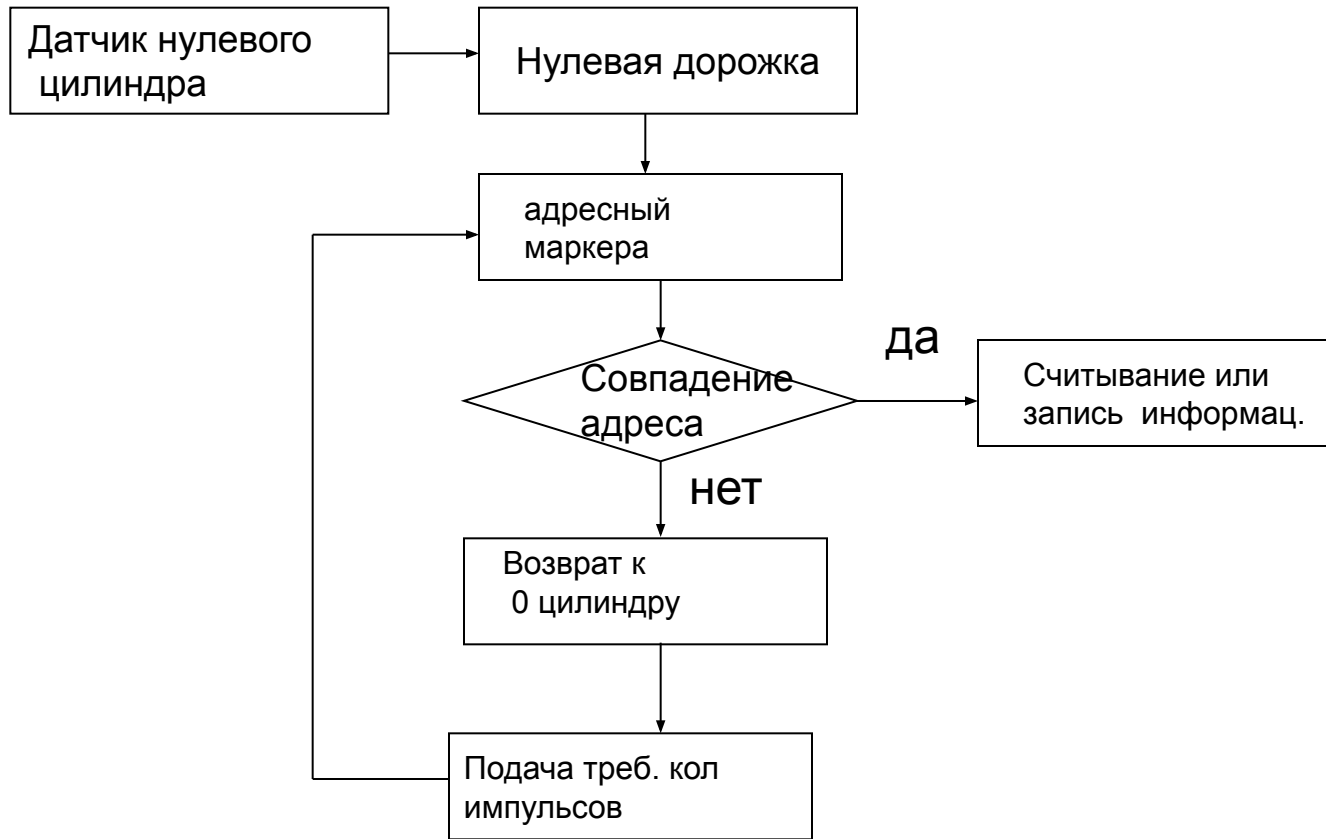 Датчик нулевого
цилиндра
Нулевая дорожка
адресный
маркера
Совпадение
адреса
да
Считывание или
запись информац.
нет
Возврат к
0 цилиндру
Подача треб. кол
импульсов